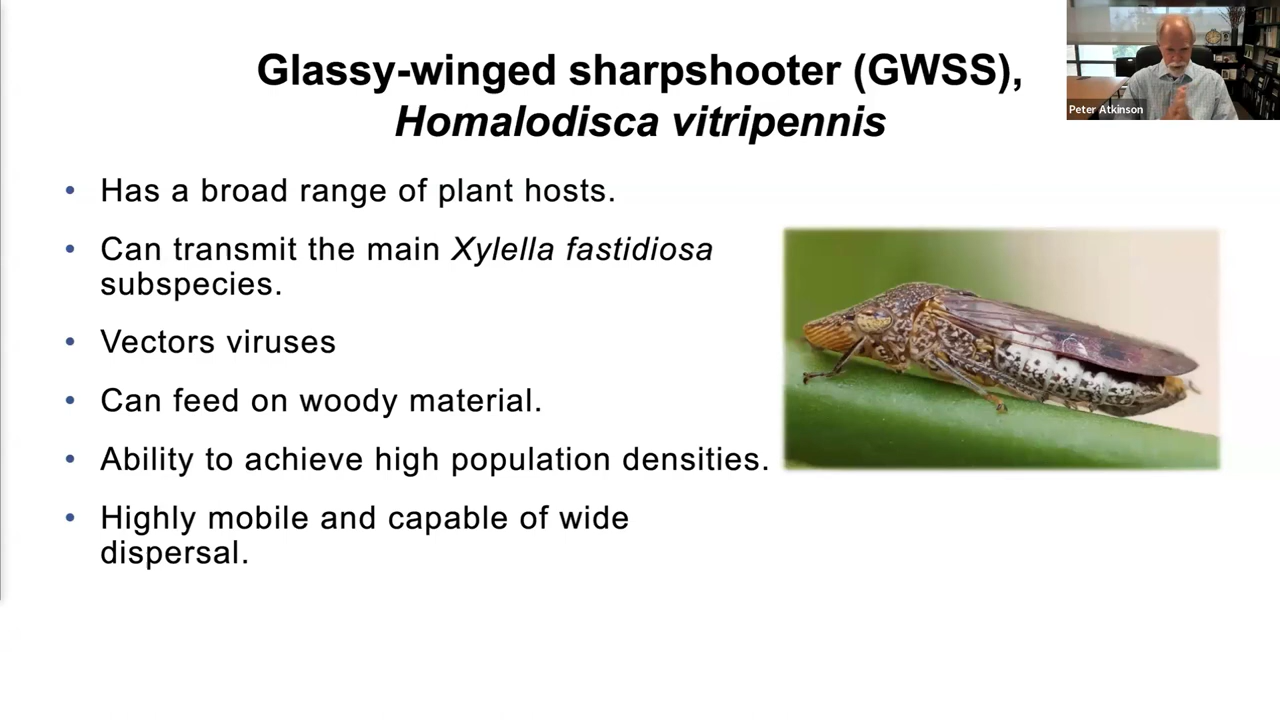 Glassy-winged sharpshooter (GWSS),
Homalodisca vitripennis
Peter Atkinson
• Has a broad range of plant hosts.
• Can transmit the main Xylella fastidiosa
subspecies.
• Vectors viruses
• Can feed on woody material.
• Ability to achieve high population densities.
• Highly mobile and capable of wide
dispersal.